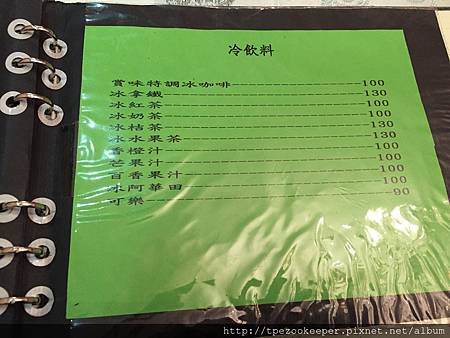 冷飲料
賞味特調冰咖啡--------------------100
冰拿鐵--------------------130
冰紅茶--------------------100
冰奶茶--------------------100
冰桔茶--------------------130
冰水果茶--------------------130
香橙汁--------------------100
芒果汁--------------------100
百香果汁--------------------100
冰阿華田--------------------100
可樂--------------------90
http://tpezookeeper.pixnet.net/album